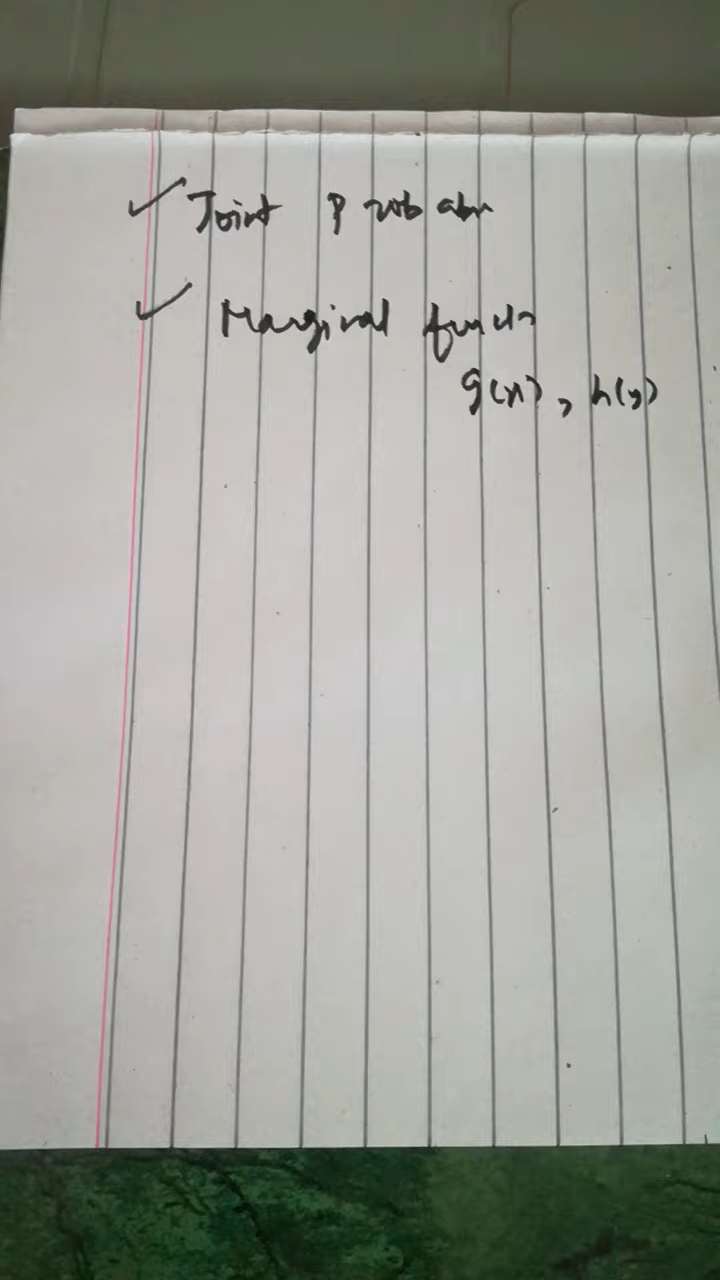 ✓ Joint Probabn
✓ Marginal functn
g(x), h(y)